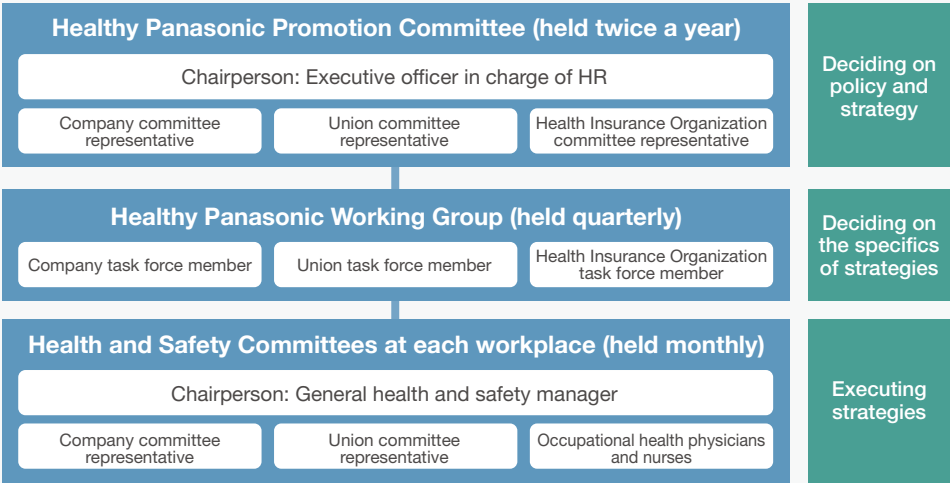 Healthy Panasonic Promotion Committee (held twice a year)
Chairperson: Executive officer in charge of HR
Company committee
representative
Union committee
representative
Health Insurance Organization
committee representative
Deciding on
policy and
strategy
Healthy Panasonic Working Group (held quarterly)
Company task force member
Union task force member
Health Insurance Organization
task force member
Deciding on
the specifics
of strategies
Health and Safety Committees at each workplace (held monthly)
Chairperson: General health and safety manager
Company committee
representative
Union committee
representative
Occupational health physicians
and nurses
Executing
strategies